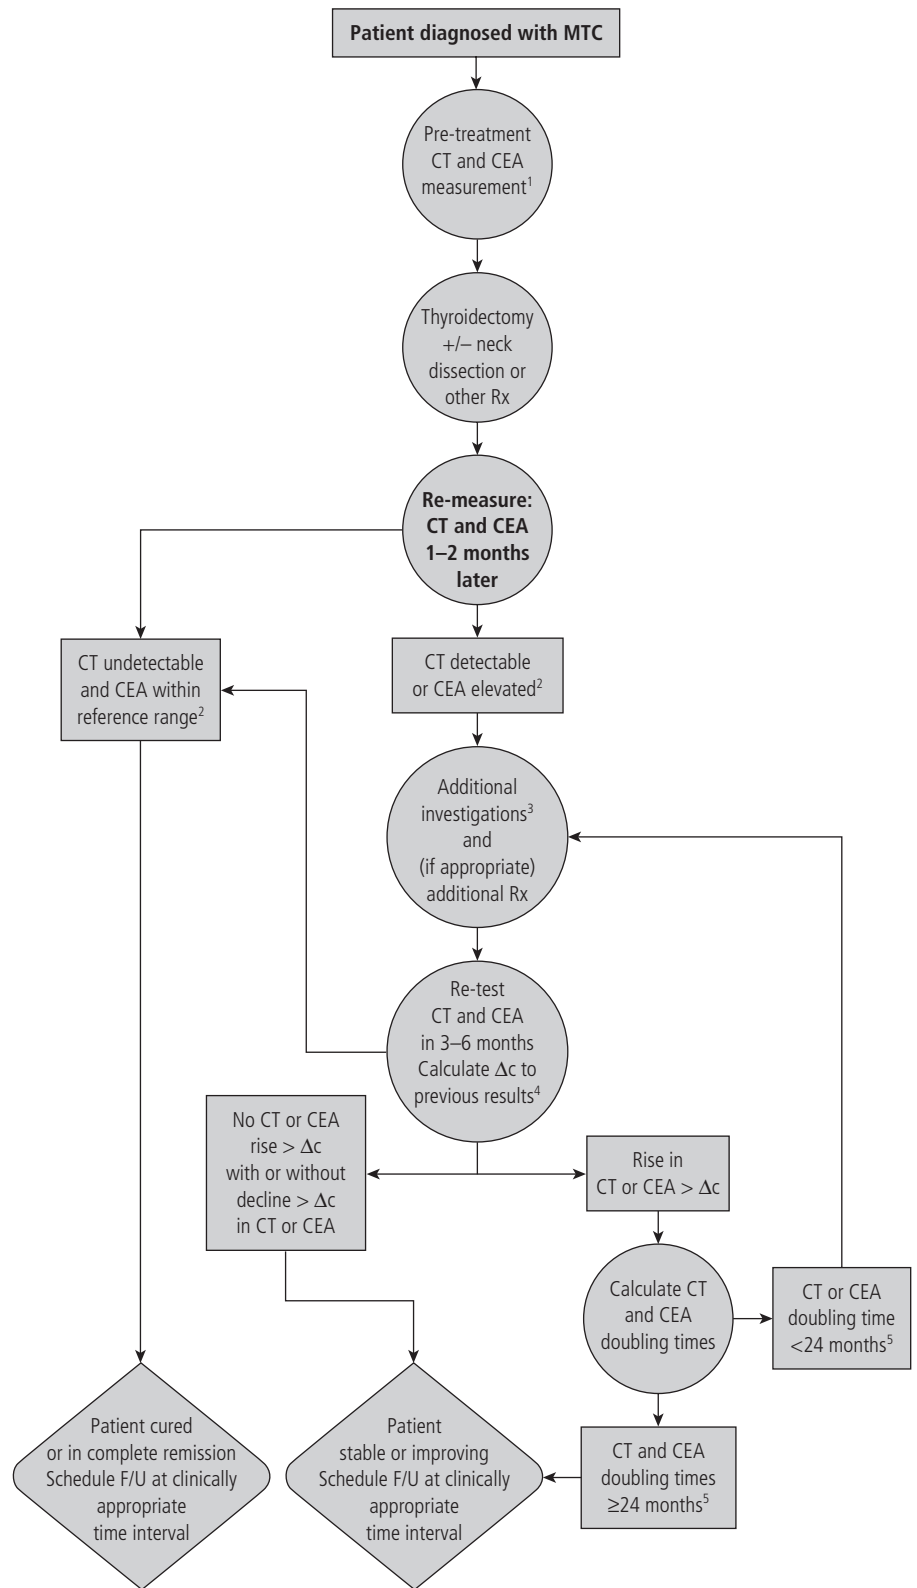 Patient diagnosed with MTC
Pre-treatment
CT and CEA
measurement¹
Thyroidectomy
+/– neck
dissection or
other Rx
Re-measure:
CT and CEA
1–2 months
later
CT undetectable
and CEA within
reference range²
CT detectable
or CEA elevated²
Additional
investigations³
and
(if appropriate)
additional Rx
Re-test
CT and CEA
in 3–6 months
Calculate Δc to
previous results⁴
No CT or CEA
rise > Δc
with or without
decline > Δc
in CT or CEA
Rise in
CT or CEA > Δc
Calculate CT
and CEA
doubling times
CT or CEA
doubling time
<24 months⁵
Patient cured
or in complete remission
Schedule F/U at clinically
appropriate
time interval
Patient
stable or improving
Schedule F/U at clinically
appropriate
time interval
CT and CEA
doubling times
≥24 months⁵